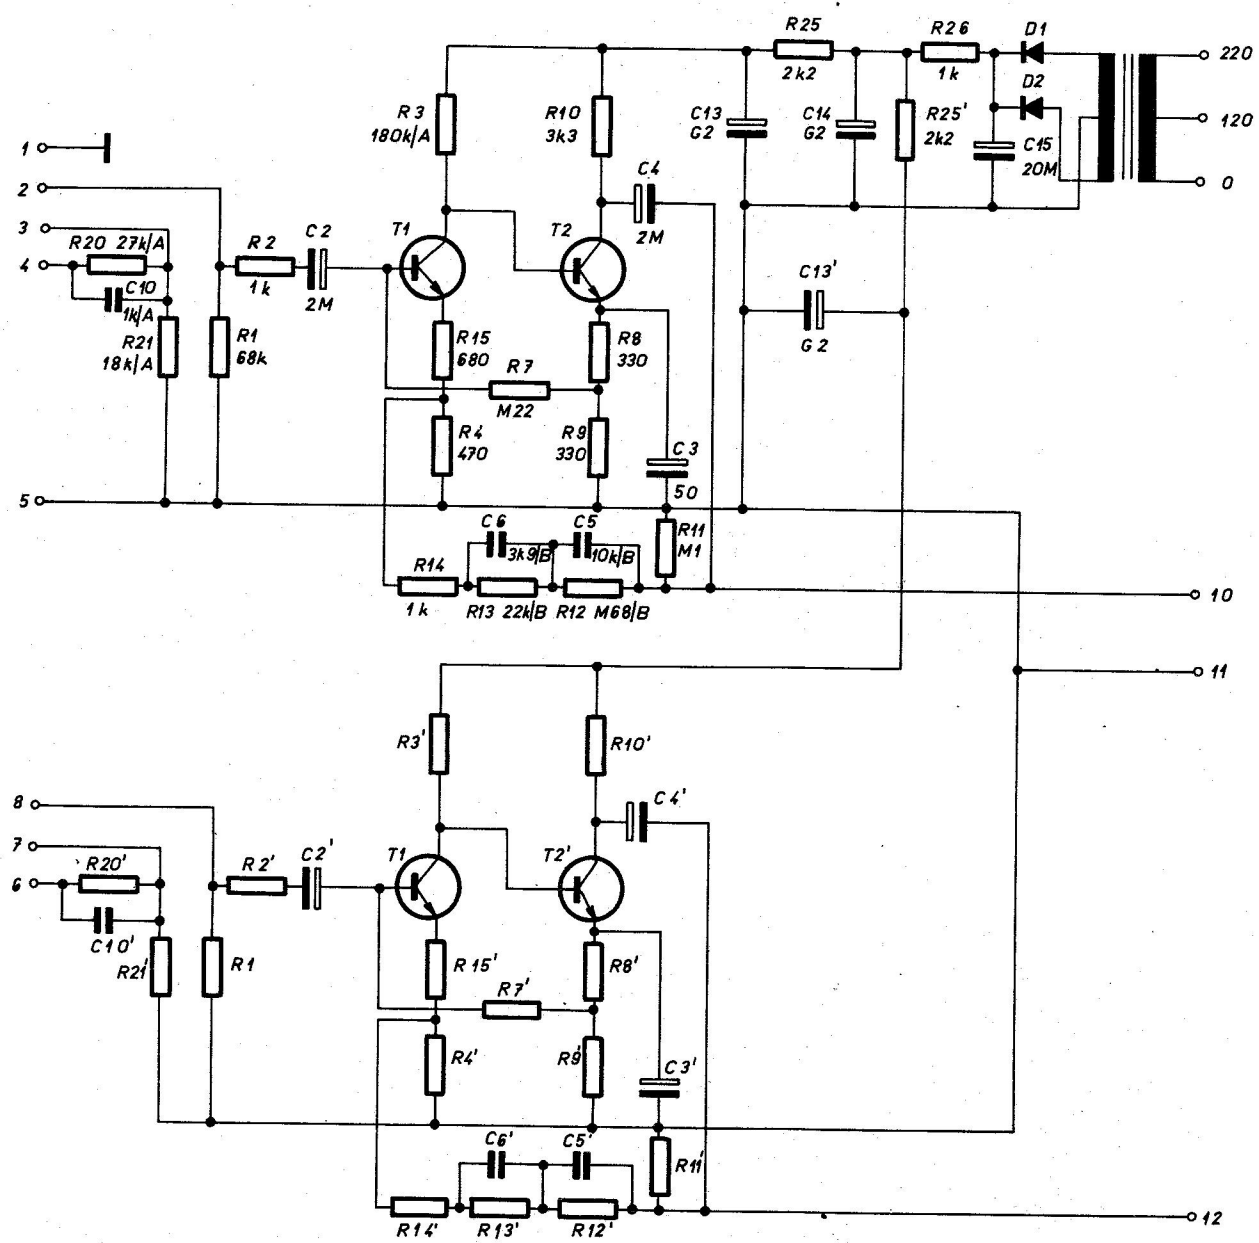 R25
2k2
R26
1k
D1
D2
220
120
0
R3
180k/A
R10
3k3
C13
G2
C14
G2
R25'
2k2
C15
20M
1
2
3
4
R20 27k/A
C10
1k/A
R21
18k/A
R1
68k
R2
1k
C2
2M
T1
T2
C4
2M
C13'
G2
R15
680
R7
M22
R8
330
R4
470
R9
330
C3
50
5
C6
3k9/B
C5
10k/B
R11
M1
R14
1k
R13 22k/B
R12 M68/B
10
11
R3'
R10'
8
7
6
R20'
C10'
R21'
R1
R2'
C2'
T1
T2'
C4'
R15'
R7'
R8'
R4'
R9'
C3'
C6'
C5'
R11'
R14'
R13'
R12'
12